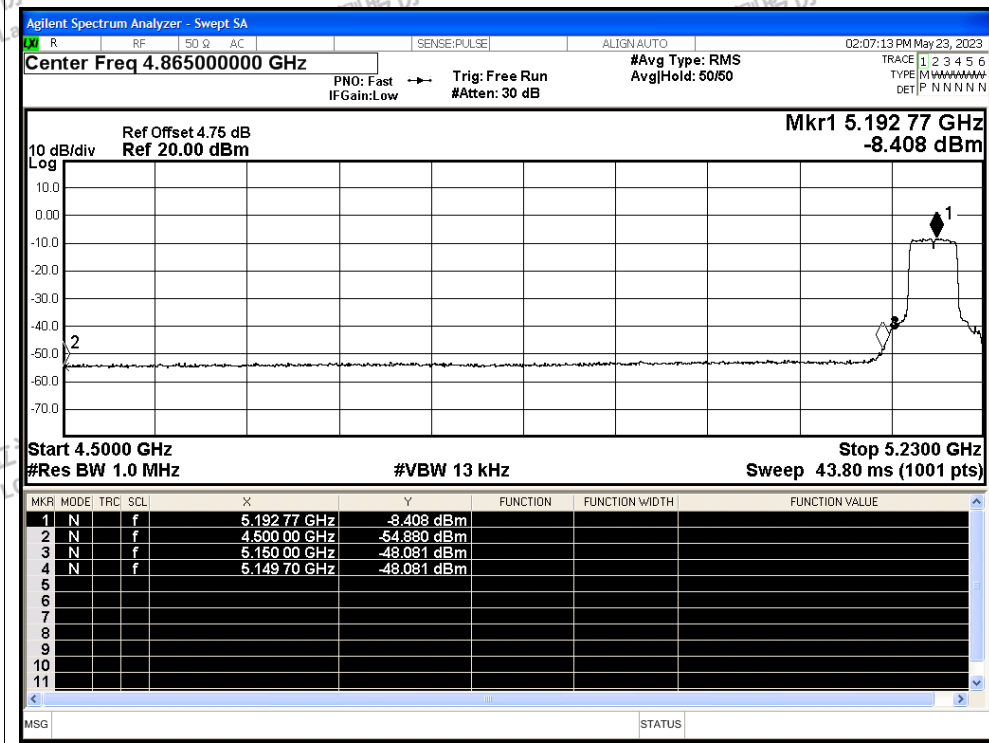 Agilent Spectrum Analyzer - Swept SA
LXI R RF 50 Ω AC SENSE:PULSE ALIGN AUTO 02:07:13 PM May 23, 2023
Center Freq 4.865000000 GHz #Avg Type: RMS TRACE 1 2 3 4 5 6
PNO: Fast Trig: Free Run Avg|Hold: 50/50 TYPE M
IFGain:Low #Atten: 30 dB DET P N N N N N
Mkr1 5.192 77 GHz
Ref Offset 4.75 dB
10 dB/div Ref 20.00 dBm -8.408 dBm
Log
10.0
0.00
1
-10.0
-20.0
-30.0
-40.0
3
2
-50.0
-60.0
-70.0
Start 4.5000 GHz Stop 5.2300 GHz
#Res BW 1.0 MHz #VBW 13 kHz Sweep 43.80 ms (1001 pts)
MKR MODE TRC SCL X Y FUNCTION FUNCTION WIDTH FUNCTION VALUE
1 N f 5.192 77 GHz -8.408 dBm
2 N f 4.500 00 GHz -54.880 dBm
3 N f 5.150 00 GHz -48.081 dBm
4 N f 5.149 70 GHz -48.081 dBm
5
6
7
8
9
10
11
MSG STATUS